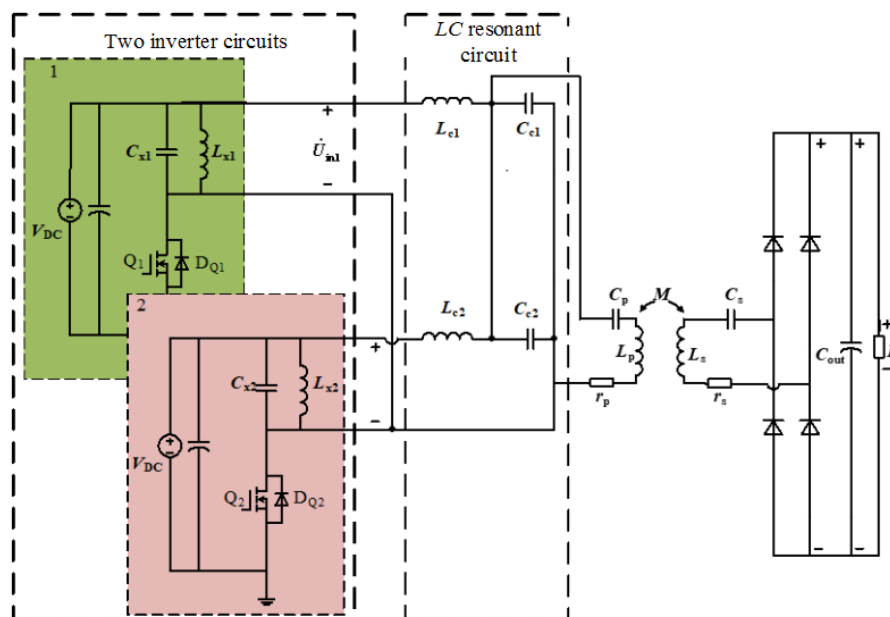 Two inverter circuits
LC resonant
circuit
1
Cx1
Lx1
+
U̇in1
−
Lc1
Cc1
VDC
Q1
DQ1
2
Lc2
Cc2
Cx2
Lx2
+
−
VDC
Q2
DQ2
Cp
M
Cs
Lp
Ls
rp
rs
Cout
+
+
+
−
−
−